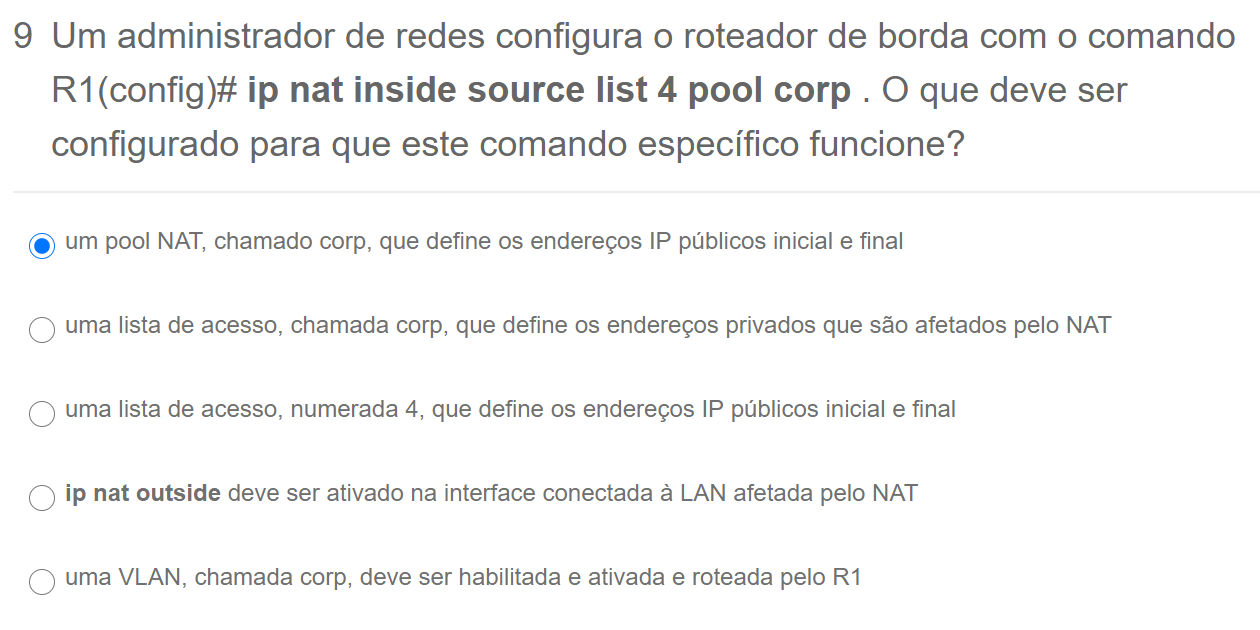 9 Um administrador de redes configura o roteador de borda com o comando
R1(config)# ip nat inside source list 4 pool corp . O que deve ser
configurado para que este comando específico funcione?
um pool NAT, chamado corp, que define os endereços IP públicos inicial e final
uma lista de acesso, chamada corp, que define os endereços privados que são afetados pelo NAT
uma lista de acesso, numerada 4, que define os endereços IP públicos inicial e final
ip nat outside deve ser ativado na interface conectada à LAN afetada pelo NAT
uma VLAN, chamada corp, deve ser habilitada e ativada e roteada pelo R1